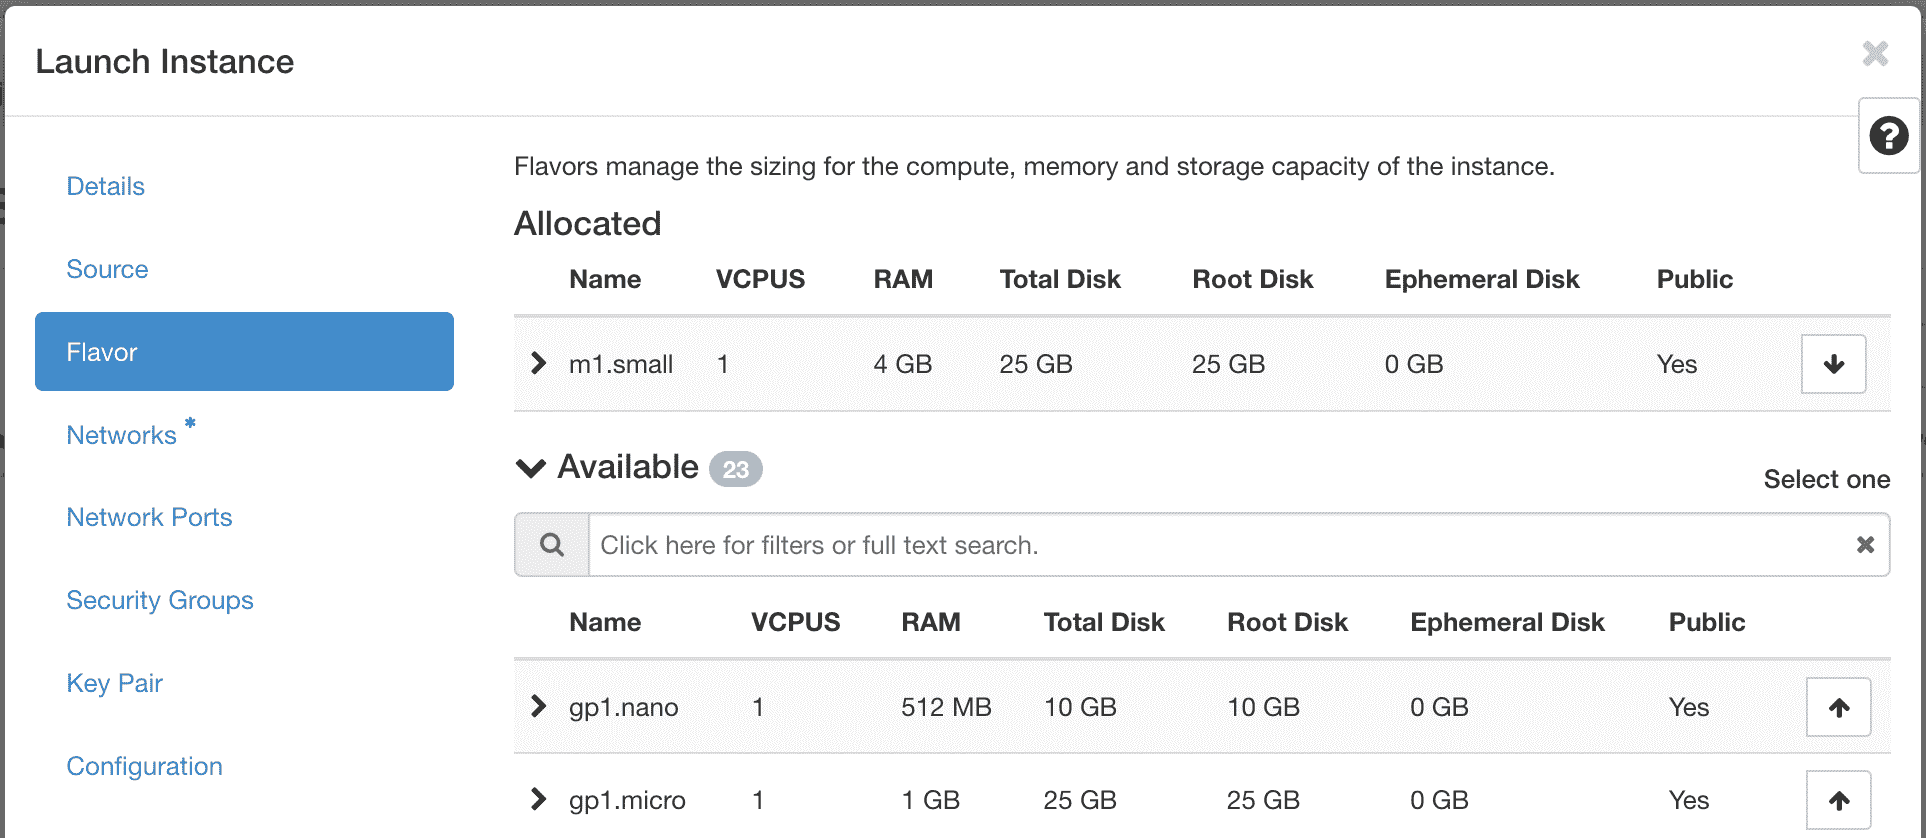 Launch Instance
Details
Source
Flavor
Networks *
Network Ports
Security Groups
Key Pair
Configuration
Flavors manage the sizing for the compute, memory and storage capacity of the instance.
Allocated
Name VCPUS RAM Total Disk Root Disk Ephemeral Disk Public
m1.small 1 4 GB 25 GB 25 GB 0 GB Yes
Available 23
Select one
Click here for filters or full text search.
Name VCPUS RAM Total Disk Root Disk Ephemeral Disk Public
gp1.nano 1 512 MB 10 GB 10 GB 0 GB Yes
gp1.micro 1 1 GB 25 GB 25 GB 0 GB Yes